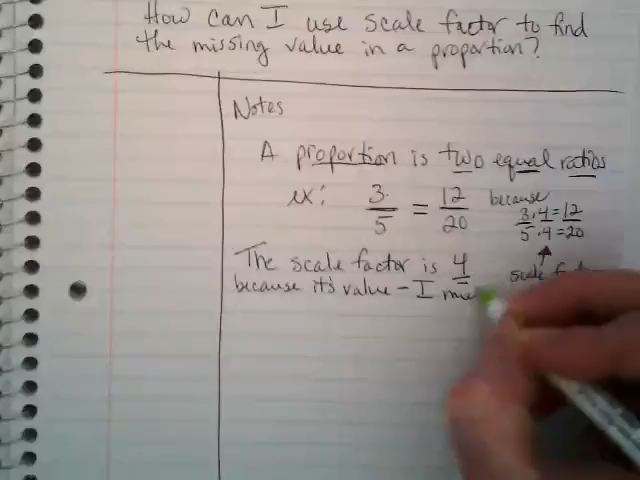 How can I use scale factor to find
the missing value in a proportion?
Notes
A proportion is two equal ratios
ex: 3/5 = 12/20 because
3·4=12
5·4=20
The scale factor is 4
scale
because it's value - I